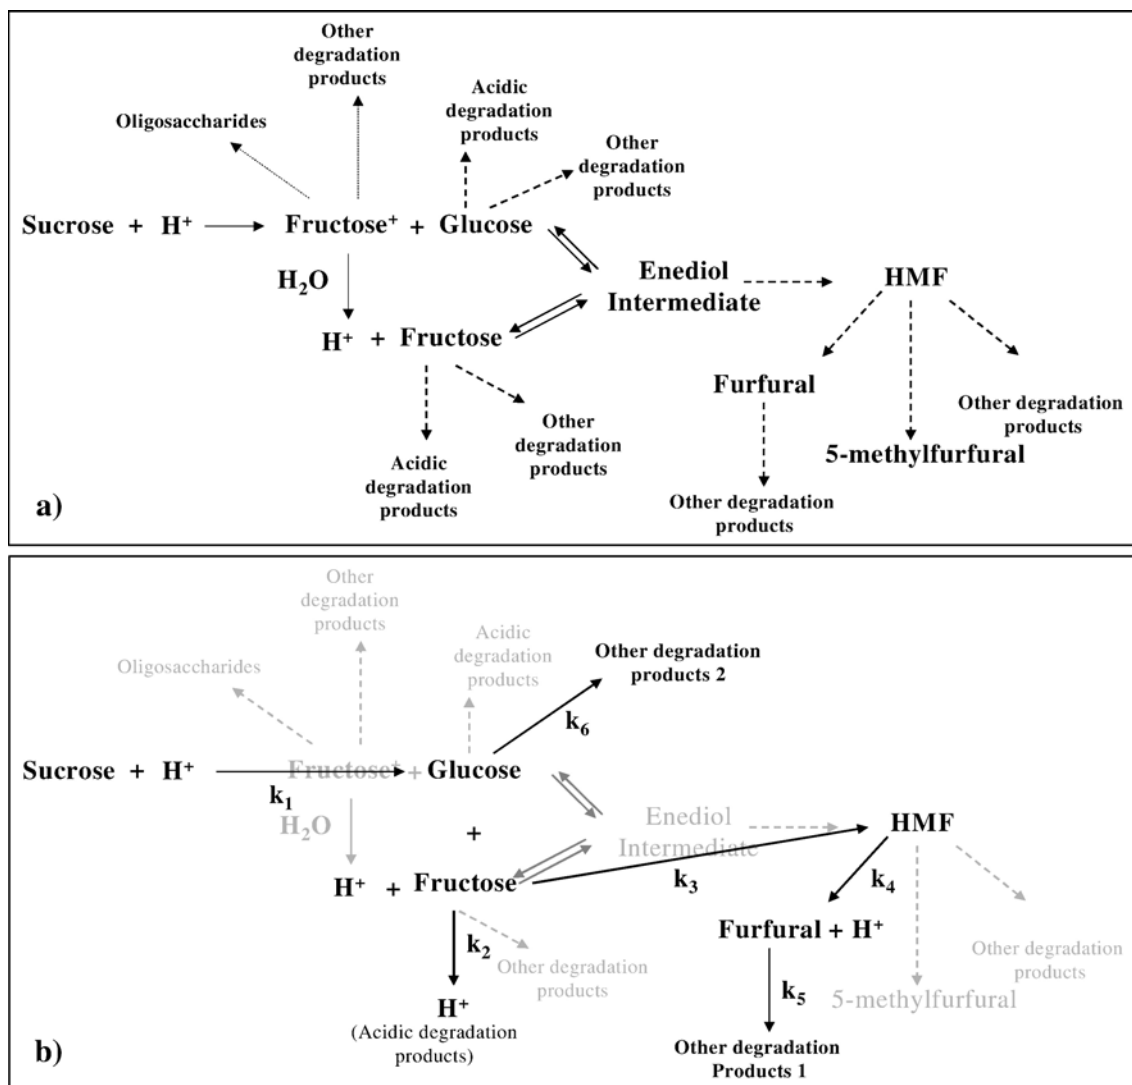 Other
degradation
products
Acidic
degradation
products
Oligosaccharides
Other
degradation
products
Sucrose + H⁺
Fructose⁺ + Glucose
H₂O
Enediol
Intermediate
HMF
H⁺ + Fructose
Furfural
Other degradation
products
Other
degradation
products
5-methylfurfural
Acidic
degradation
products
Other degradation
products
a)
Other
degradation
products
Acidic
degradation
products
Other degradation
products 2
Oligosaccharides
k₆
Sucrose + H⁺
Fructose⁺ + Glucose
k₁
H₂O
+
Enediol
Intermediate
HMF
H⁺ + Fructose
k₃
k₄
Furfural + H⁺
k₂
Other degradation
products
Other degradation
products
k₅
5-methylfurfural
H⁺
(Acidic degradation
products)
Other degradation
Products 1
b)